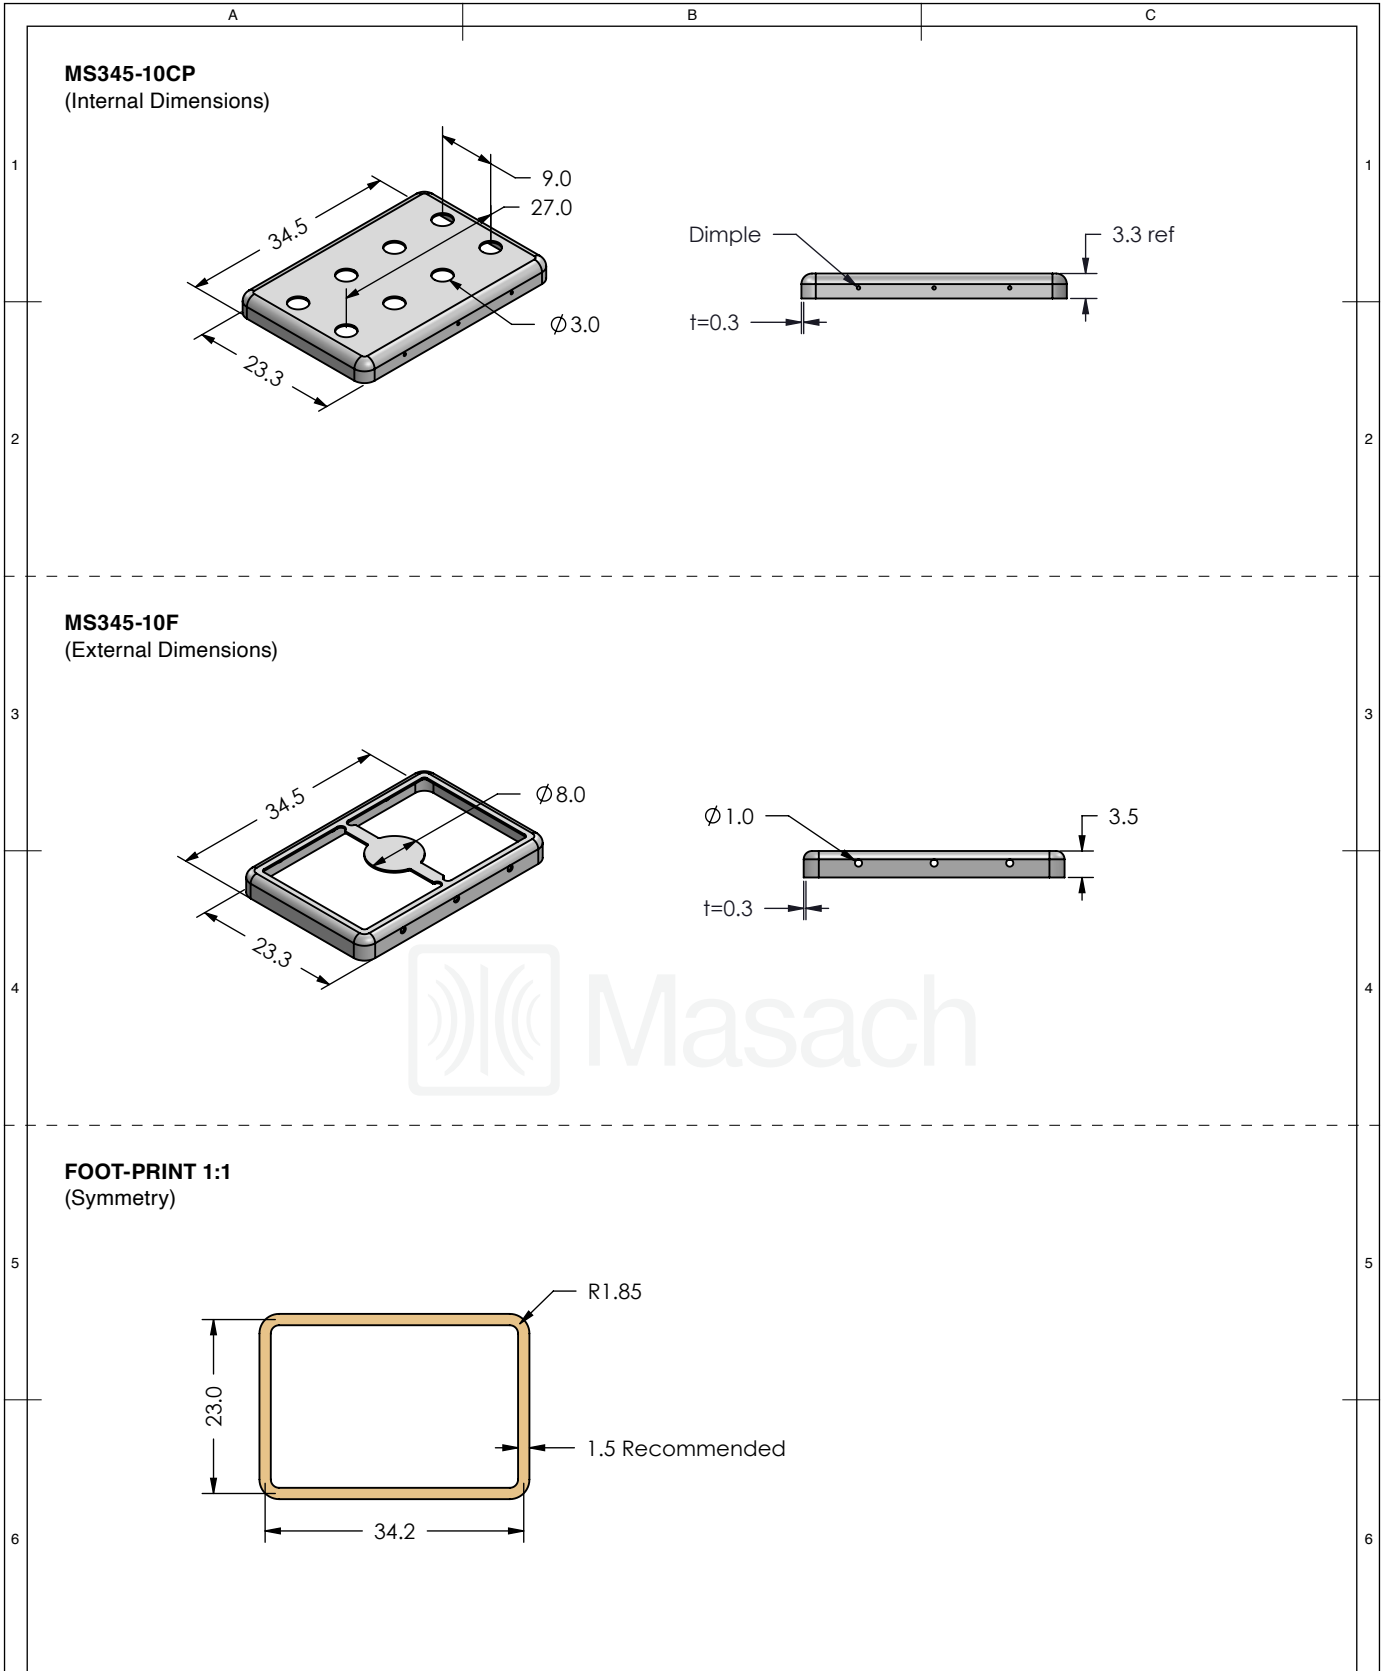 A B C
MS345-10CP
(Internal Dimensions)
1 1
9.0
27.0
34.5
Dimple
3.3 ref
Ø3.0
t=0.3
23.3
2 2
MS345-10F
(External Dimensions)
3 3
34.5
Ø8.0
Ø1.0
3.5
t=0.3
23.3
4 4
Masach
FOOT-PRINT 1:1
(Symmetry)
5 5
R1.85
23.0
1.5 Recommended
34.2
6 6